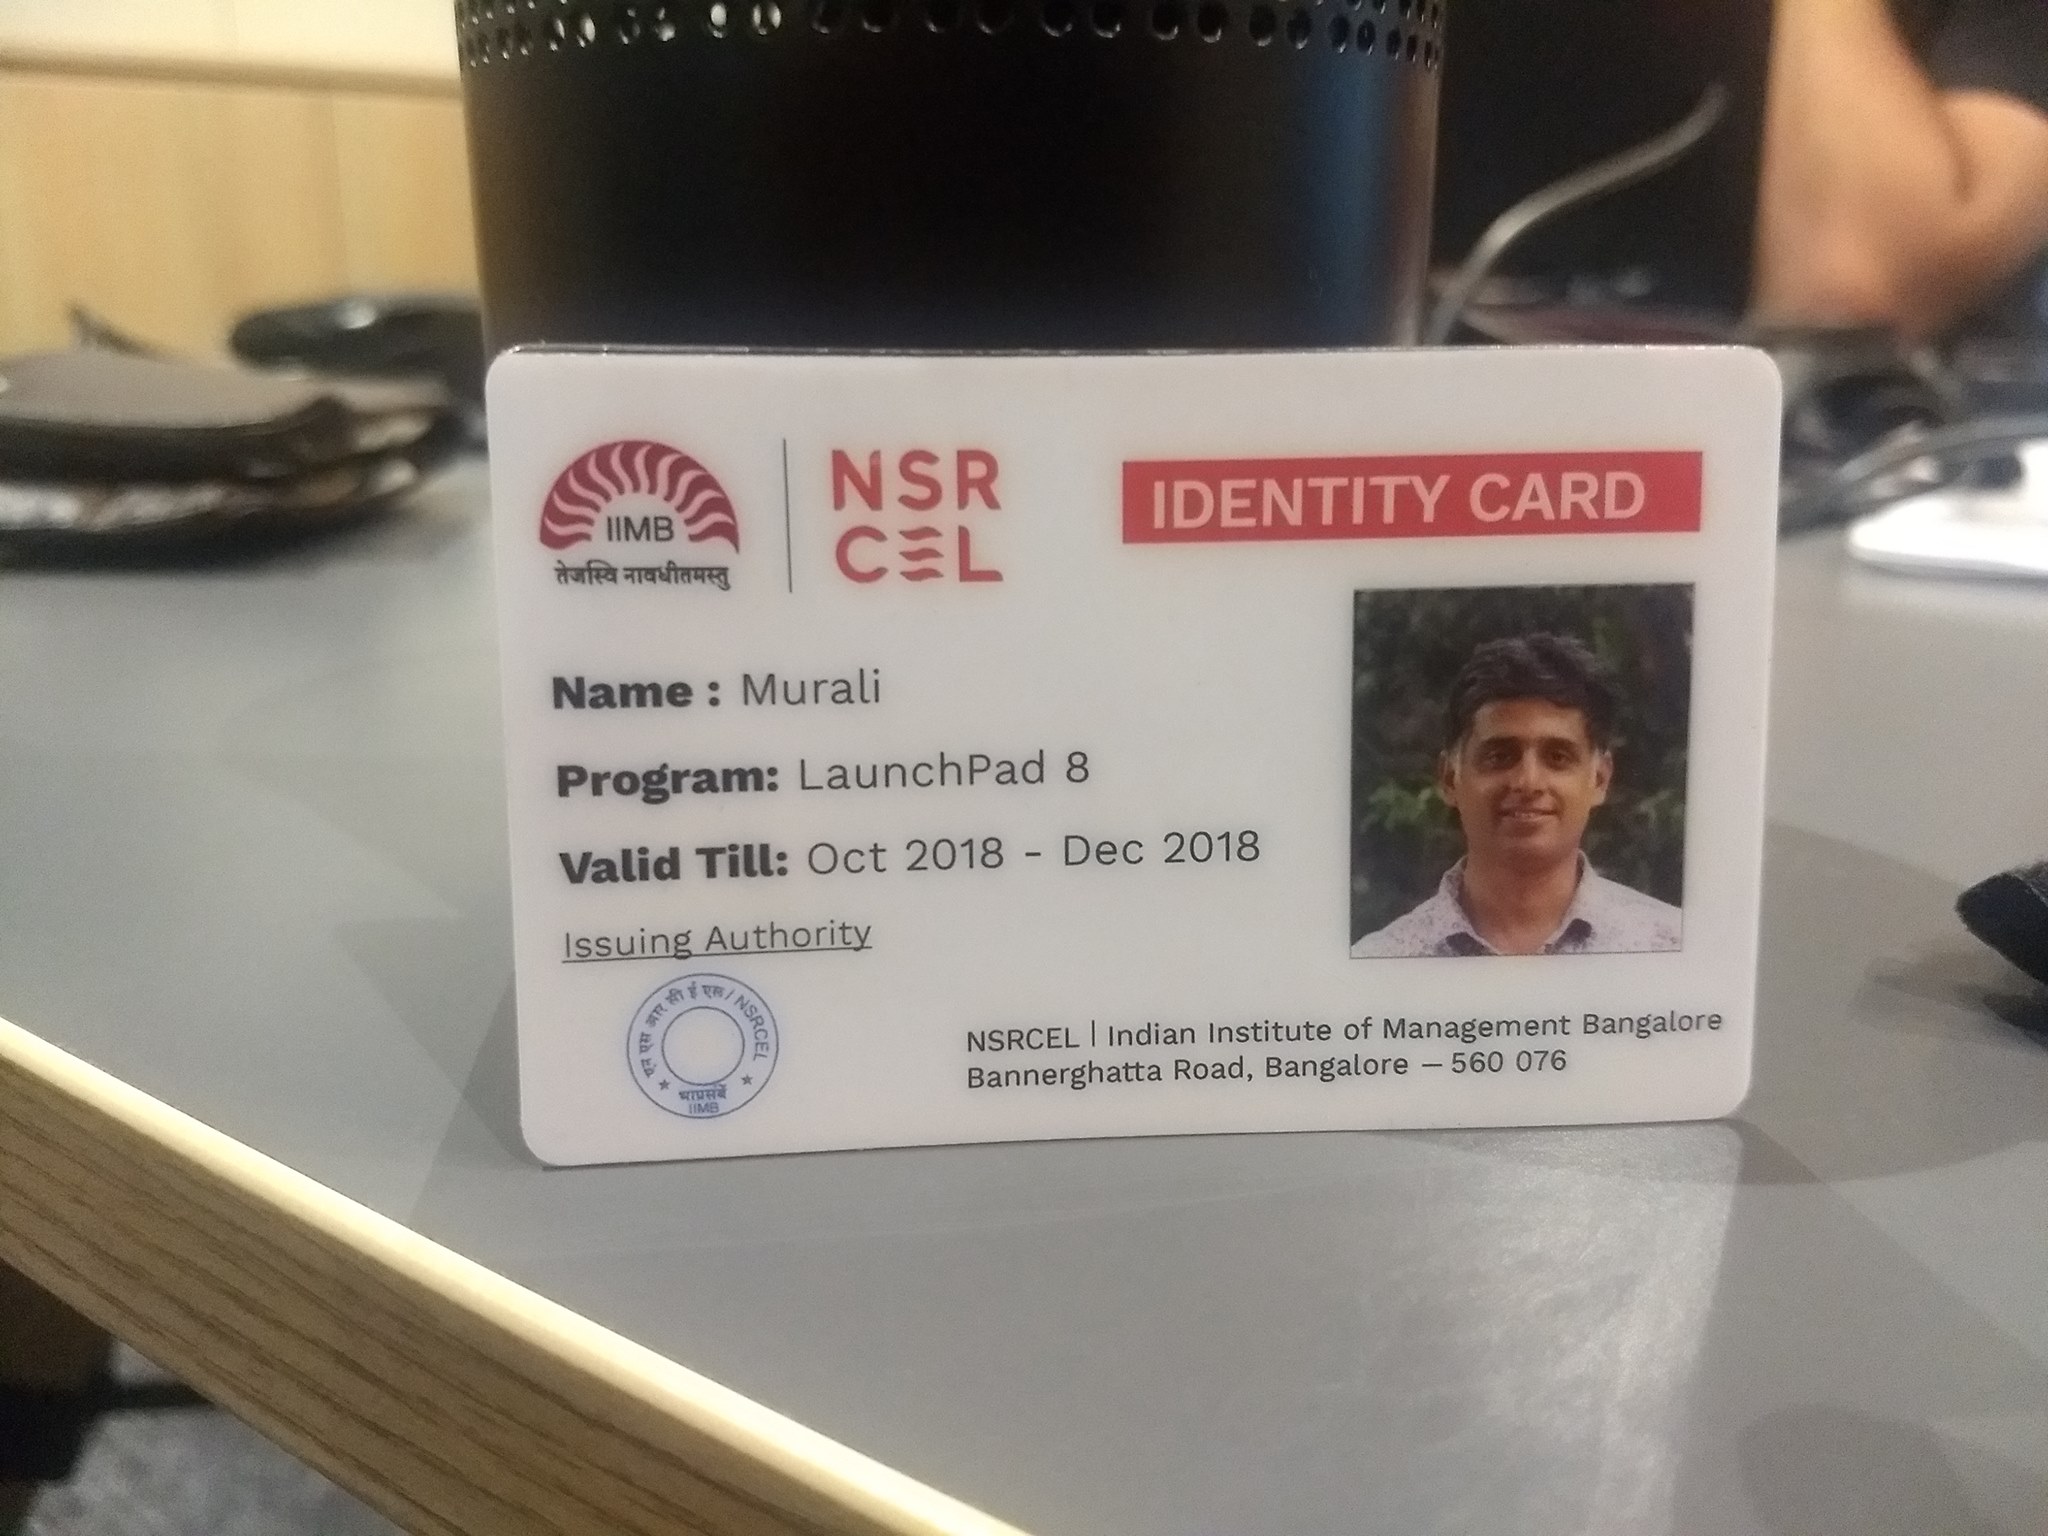 IIMB
तेजस्वि नावधीतमस्तु
NSR
CEL
IDENTITY CARD
Name : Murali
Program: LaunchPad 8
Valid Till: Oct 2018 - Dec 2018
Issuing Authority
एन एस आर सी ई एल / NSRCEL
भाप्रसंबें
IIMB
NSRCEL | Indian Institute of Management Bangalore
Bannerghatta Road, Bangalore – 560 076